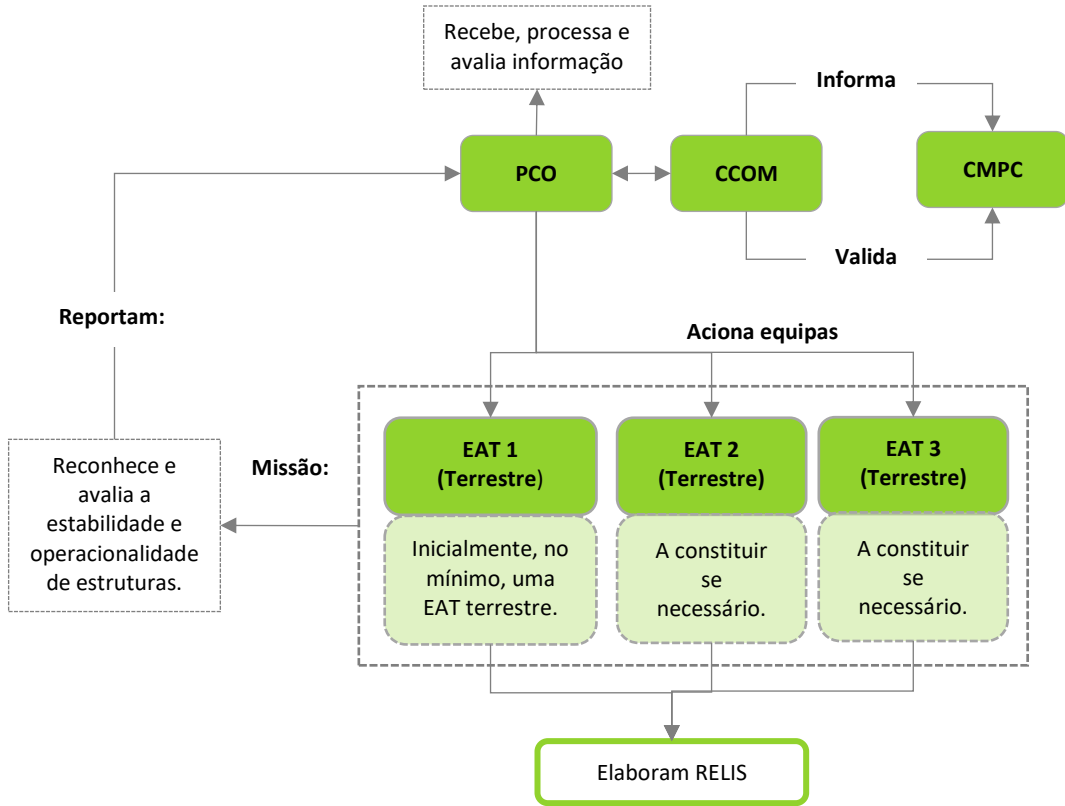 Recebe, processa e
avalia informação
Informa
PCO
CCOM
CMPC
Valida
Reportam:
Aciona equipas
EAT 1
(Terrestre)
EAT 2
(Terrestre)
EAT 3
(Terrestre)
Missão:
Reconhece e
avalia a
estabilidade e
operacionalidade
de estruturas.
Inicialmente, no
mínimo, uma
EAT terrestre.
A constituir
se
necessário.
A constituir
se
necessário.
Elaboram RELIS